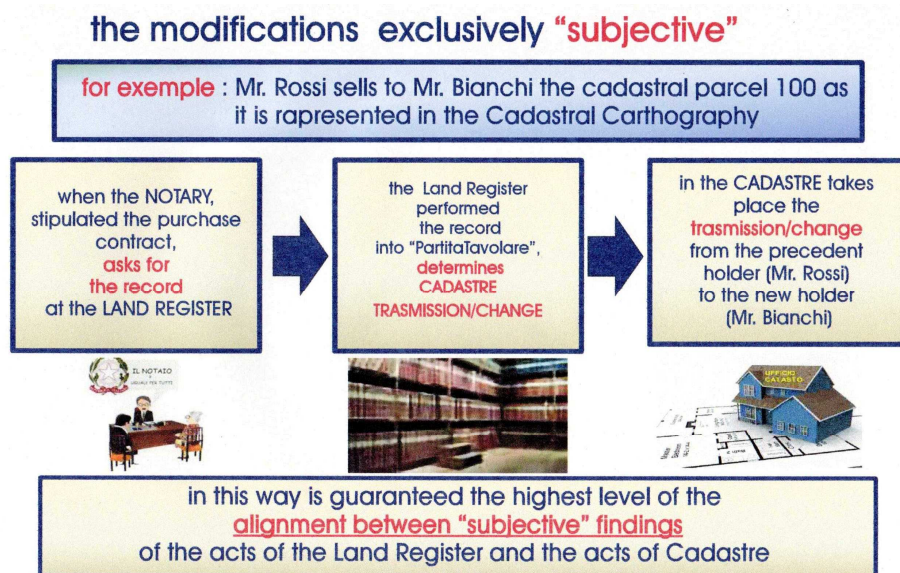 the modifications exclusively “subjective”
for exemple : Mr. Rossi sells to Mr. Bianchi the cadastral parcel 100 as
it is rapresented in the Cadastral Carthography
when the NOTARY,
stipulated the purchase
contract,
asks for
the record
at the LAND REGISTER
the Land Register
performed
the record
into “PartitaTavolare”,
determines
CADASTRE
TRASMISSION/CHANGE
in the CADASTRE takes
place the
trasmission/change
from the precedent
holder (Mr. Rossi)
to the new holder
(Mr. Bianchi)
IL NOTAIO
UFFICIO
CATASTO
in this way is guaranteed the highest level of the
alignment between “subjective” findings
of the acts of the Land Register and the acts of Cadastre